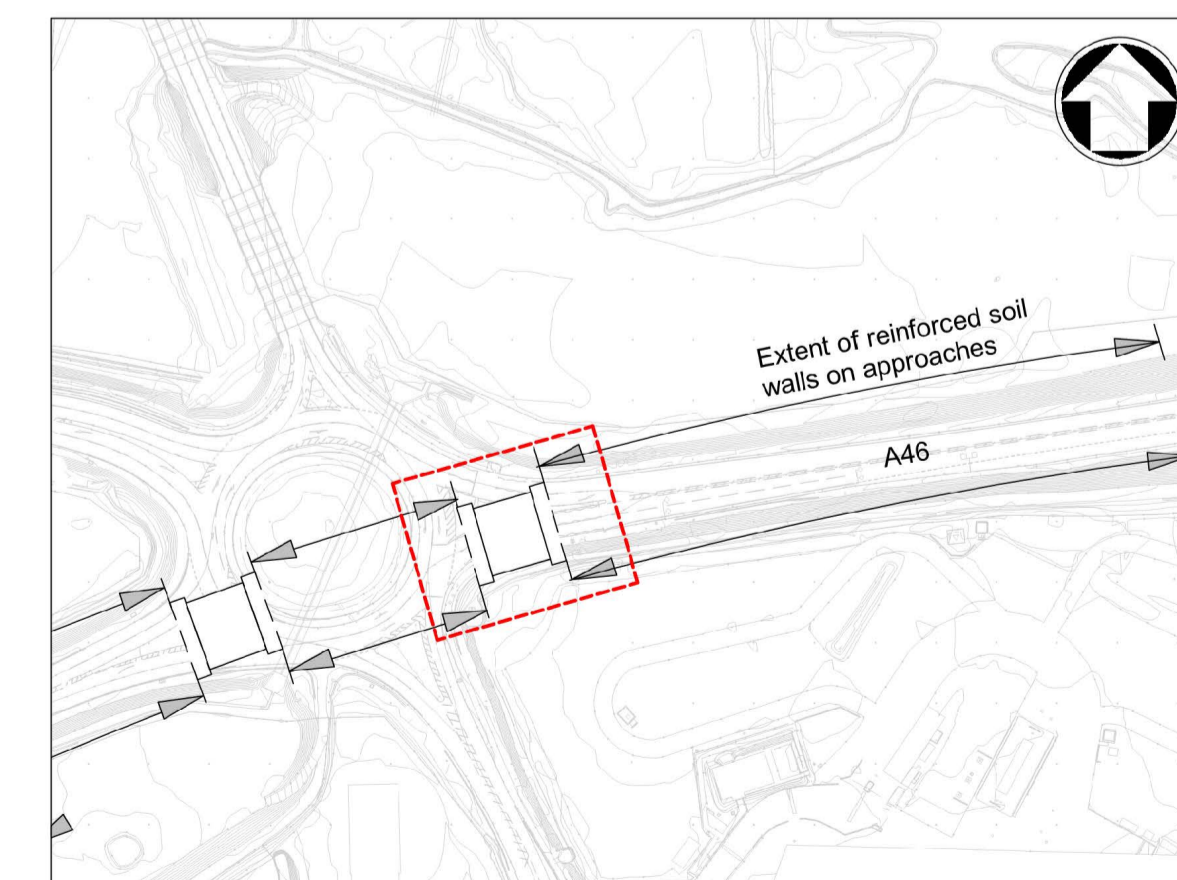 Extent of reinforced soil
walls on approaches
A46